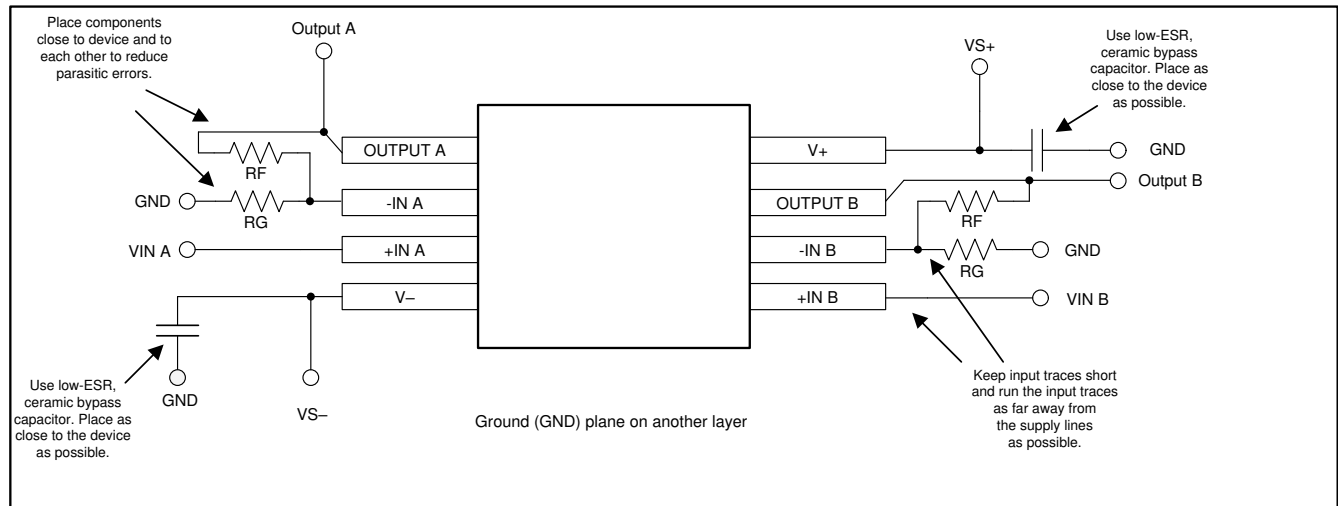 Place components
close to device and to
each other to reduce
parasitic errors.
Output A
VS+
Use low-ESR,
ceramic bypass
capacitor. Place as
close to the device
as possible.
OUTPUT A
V+
GND
RF
Output B
GND
RG
-IN A
OUTPUT B
RF
VIN A
+IN A
-IN B
RG
GND
V–
+IN B
VIN B
Use low-ESR,
ceramic bypass
capacitor. Place as
close to the device
as possible.
GND
VS–
Ground (GND) plane on another layer
Keep input traces short
and run the input traces
as far away from
the supply lines
as possible.